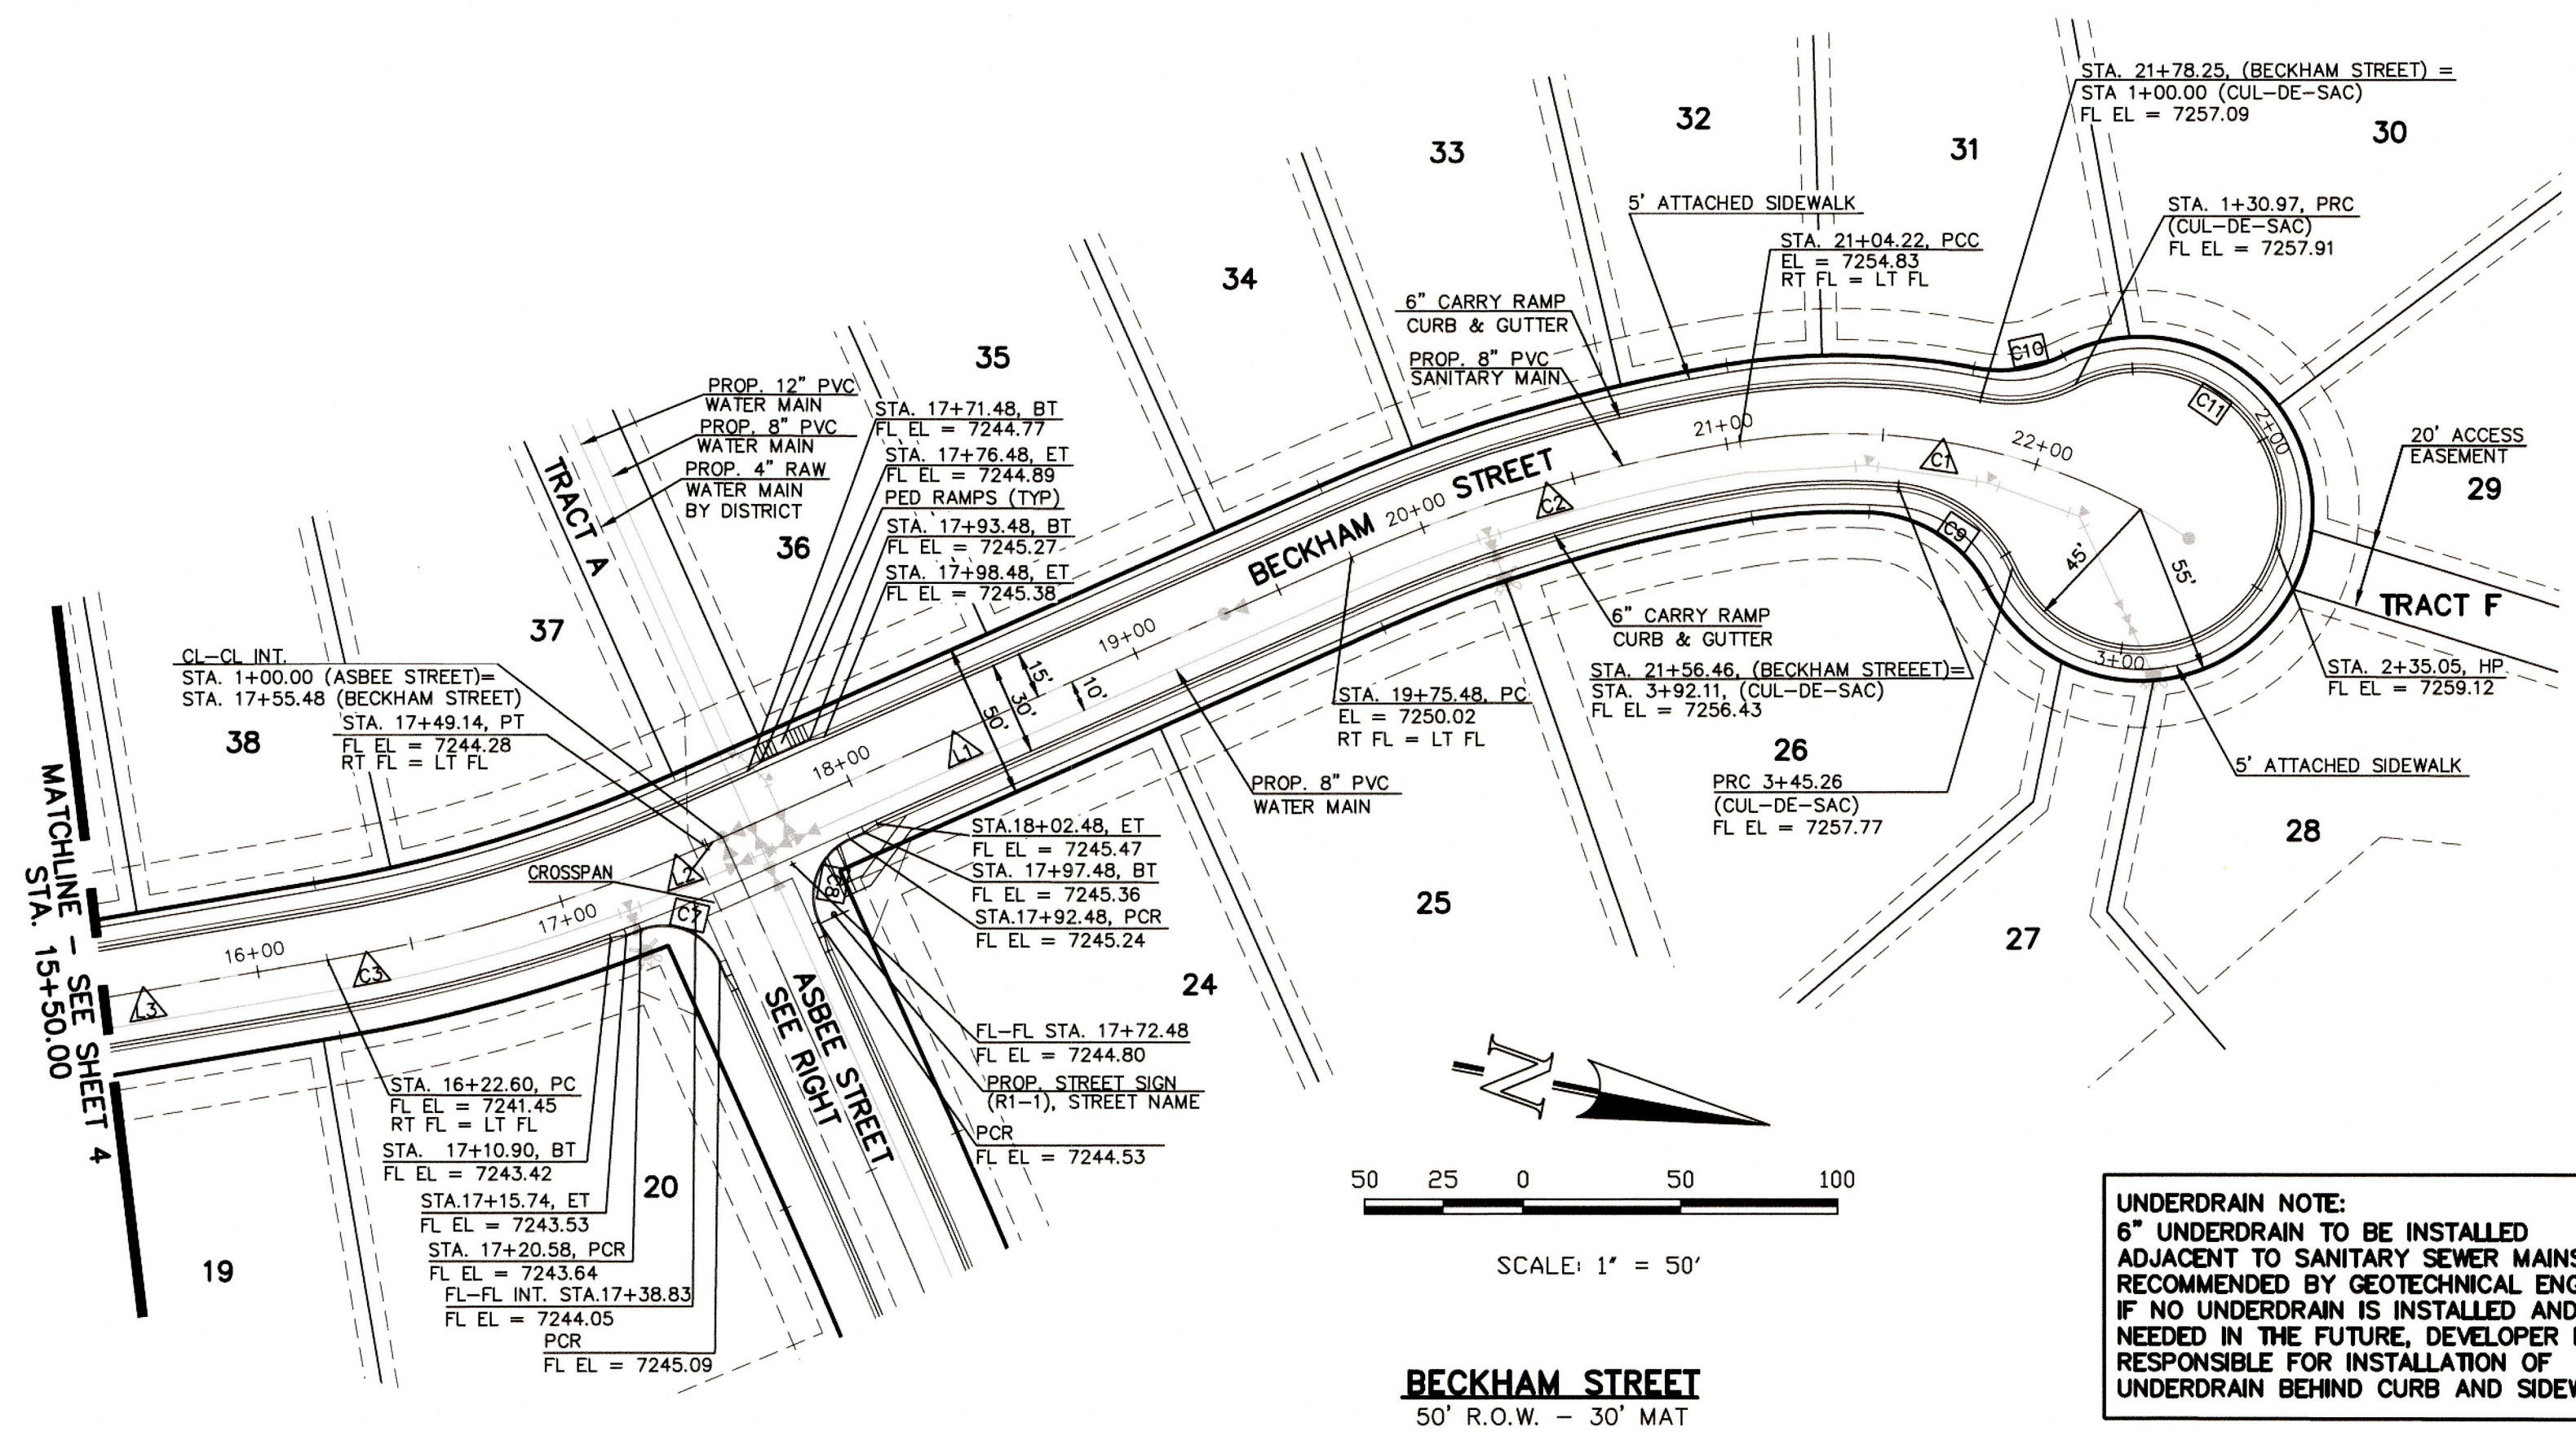 STA. 21+78.25, (BECKHAM STREET) =
STA 1+00.00 (CUL-DE-SAC)
FL EL = 7257.09
30
31
32
33
34
35
36
37
38
STA. 1+30.97, PRC
(CUL-DE-SAC)
FL EL = 7257.91
5' ATTACHED SIDEWALK
STA. 21+04.22, PCC
EL = 7254.83
RT FL = LT FL
6" CARRY RAMP
CURB & GUTTER
PROP. 8" PVC
SANITARY MAIN
PROP. 12" PVC
WATER MAIN
PROP. 8" PVC
WATER MAIN
PROP. 4" RAW
WATER MAIN
BY DISTRICT
TRACT A
STA. 17+71.48, BT
FL EL = 7244.77
STA. 17+76.48, ET
FL EL = 7244.89
PED RAMPS (TYP)
STA. 17+93.48, BT
FL EL = 7245.27
STA. 17+98.48, ET
FL EL = 7245.38
CL-CL INT.
STA. 1+00.00 (ASBEE STREET)=
STA. 17+55.48 (BECKHAM STREET)
STA. 17+49.14, PT
FL EL = 7244.28
RT FL = LT FL
CROSSPAN
MATCHLINE - SEE SHEET 4
STA. 15+50.00
16+00
17+00
18+00
19+00
20+00
21+00
22+00
2+00
3+00
L3
C3
L2
C7
C8
L1
C2
C1
C10
C11
C9
BECKHAM STREET
15'
30'
50'
10'
45'
55'
20' ACCESS
EASEMENT
29
TRACT F
STA. 2+35.05, HP
FL EL = 7259.12
5' ATTACHED SIDEWALK
28
27
26
25
24
6" CARRY RAMP
CURB & GUTTER
STA. 21+56.46, (BECKHAM STREEET)=
STA. 3+92.11, (CUL-DE-SAC)
FL EL = 7256.43
PRC 3+45.26
(CUL-DE-SAC)
FL EL = 7257.77
STA. 19+75.48, PC
EL = 7250.02
RT FL = LT FL
PROP. 8" PVC
WATER MAIN
STA.18+02.48, ET
FL EL = 7245.47
STA. 17+97.48, BT
FL EL = 7245.36
STA.17+92.48, PCR
FL EL = 7245.24
FL-FL STA. 17+72.48
FL EL = 7244.80
PROP. STREET SIGN
(R1-1), STREET NAME
PCR
FL EL = 7244.53
ASBEE STREET
SEE RIGHT
STA. 16+22.60, PC
FL EL = 7241.45
RT FL = LT FL
STA. 17+10.90, BT
FL EL = 7243.42
STA.17+15.74, ET
FL EL = 7243.53
STA. 17+20.58, PCR
FL EL = 7243.64
FL-FL INT. STA.17+38.83
FL EL = 7244.05
PCR
FL EL = 7245.09
20
19
N
50 25 0 50 100
SCALE: 1" = 50'
BECKHAM STREET
50' R.O.W. - 30' MAT
UNDERDRAIN NOTE:
6" UNDERDRAIN TO BE INSTALLED
ADJACENT TO SANITARY SEWER MAINS
RECOMMENDED BY GEOTECHNICAL ENG
IF NO UNDERDRAIN IS INSTALLED AND
NEEDED IN THE FUTURE, DEVELOPER
RESPONSIBLE FOR INSTALLATION OF
UNDERDRAIN BEHIND CURB AND SIDEW